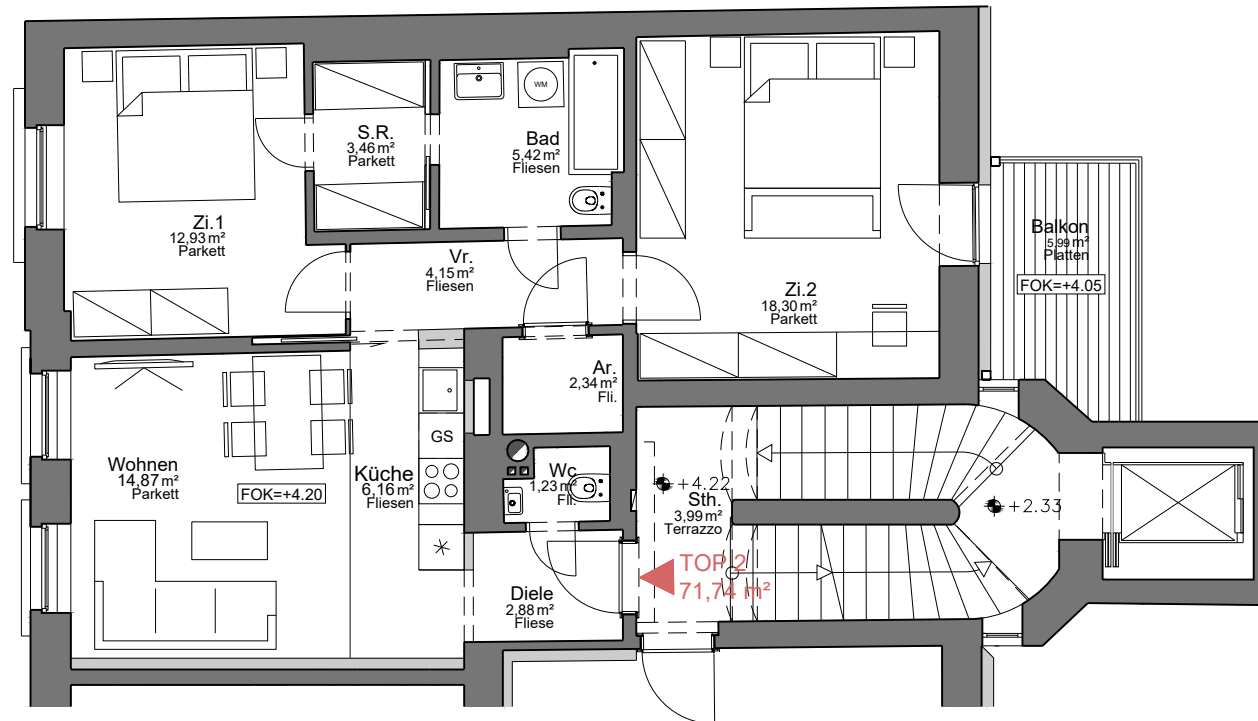 WM
S.R.
3,46 m²
Parkett
Bad
5,42 m²
Fliesen
Zi.1
12,93 m²
Parkett
Vr.
4,15 m²
Fliesen
Zi.2
18,30 m²
Parkett
Balkon
5,99 m²
Platten
FOK=+4.05
Ar.
2,34 m²
Fli.
GS
Wohnen
14,87 m²
Parkett
FOK=+4.20
Küche
6,16 m²
Fliesen
Wc
1,23 m²
Fli.
+4.22
Sth.
3,99 m²
Terrazzo
+2.33
TOP 2
71,74 m²
Diele
2,88 m²
Fliese